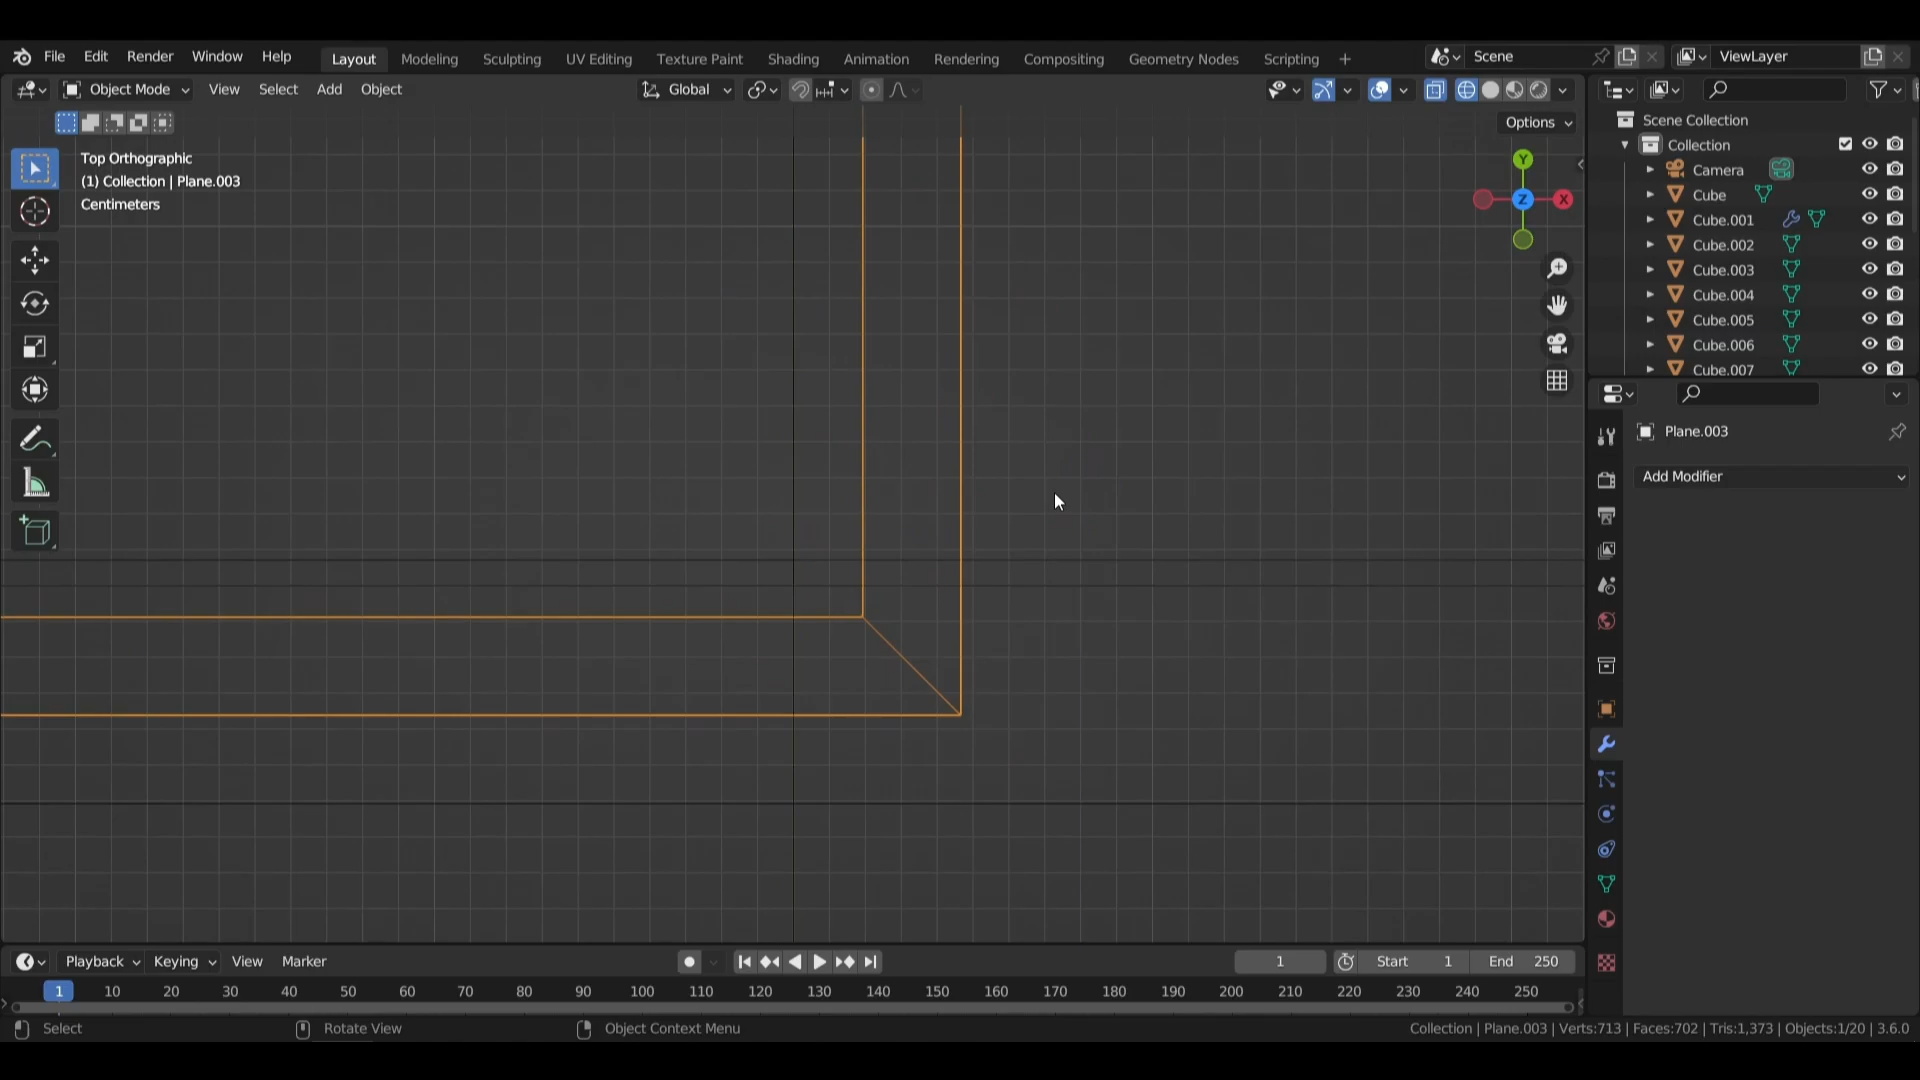 File Edit Render Window Help Layout Modeling Sculpting UV Editing Texture Paint Shading Animation Rendering Compositing Geometry Nodes Scripting + Scene ViewLayer
Object Mode View Select Add Object Global
Options
Top Orthographic
(1) Collection | Plane.003
Centimeters
Y
Z X
Scene Collection
Collection
Camera
Cube
Cube.001
Cube.002
Cube.003
Cube.004
Cube.005
Cube.006
Cube.007
Plane.003
Add Modifier
Playback Keying View Marker 1 Start 1 End 250
1 10 20 30 40 50 60 70 80 90 100 110 120 130 140 150 160 170 180 190 200 210 220 230 240 250
Select Rotate View Object Context Menu Collection | Plane.003 | Verts:713 | Faces:702 | Tris:1,373 | Objects:1/20 | 3.6.0